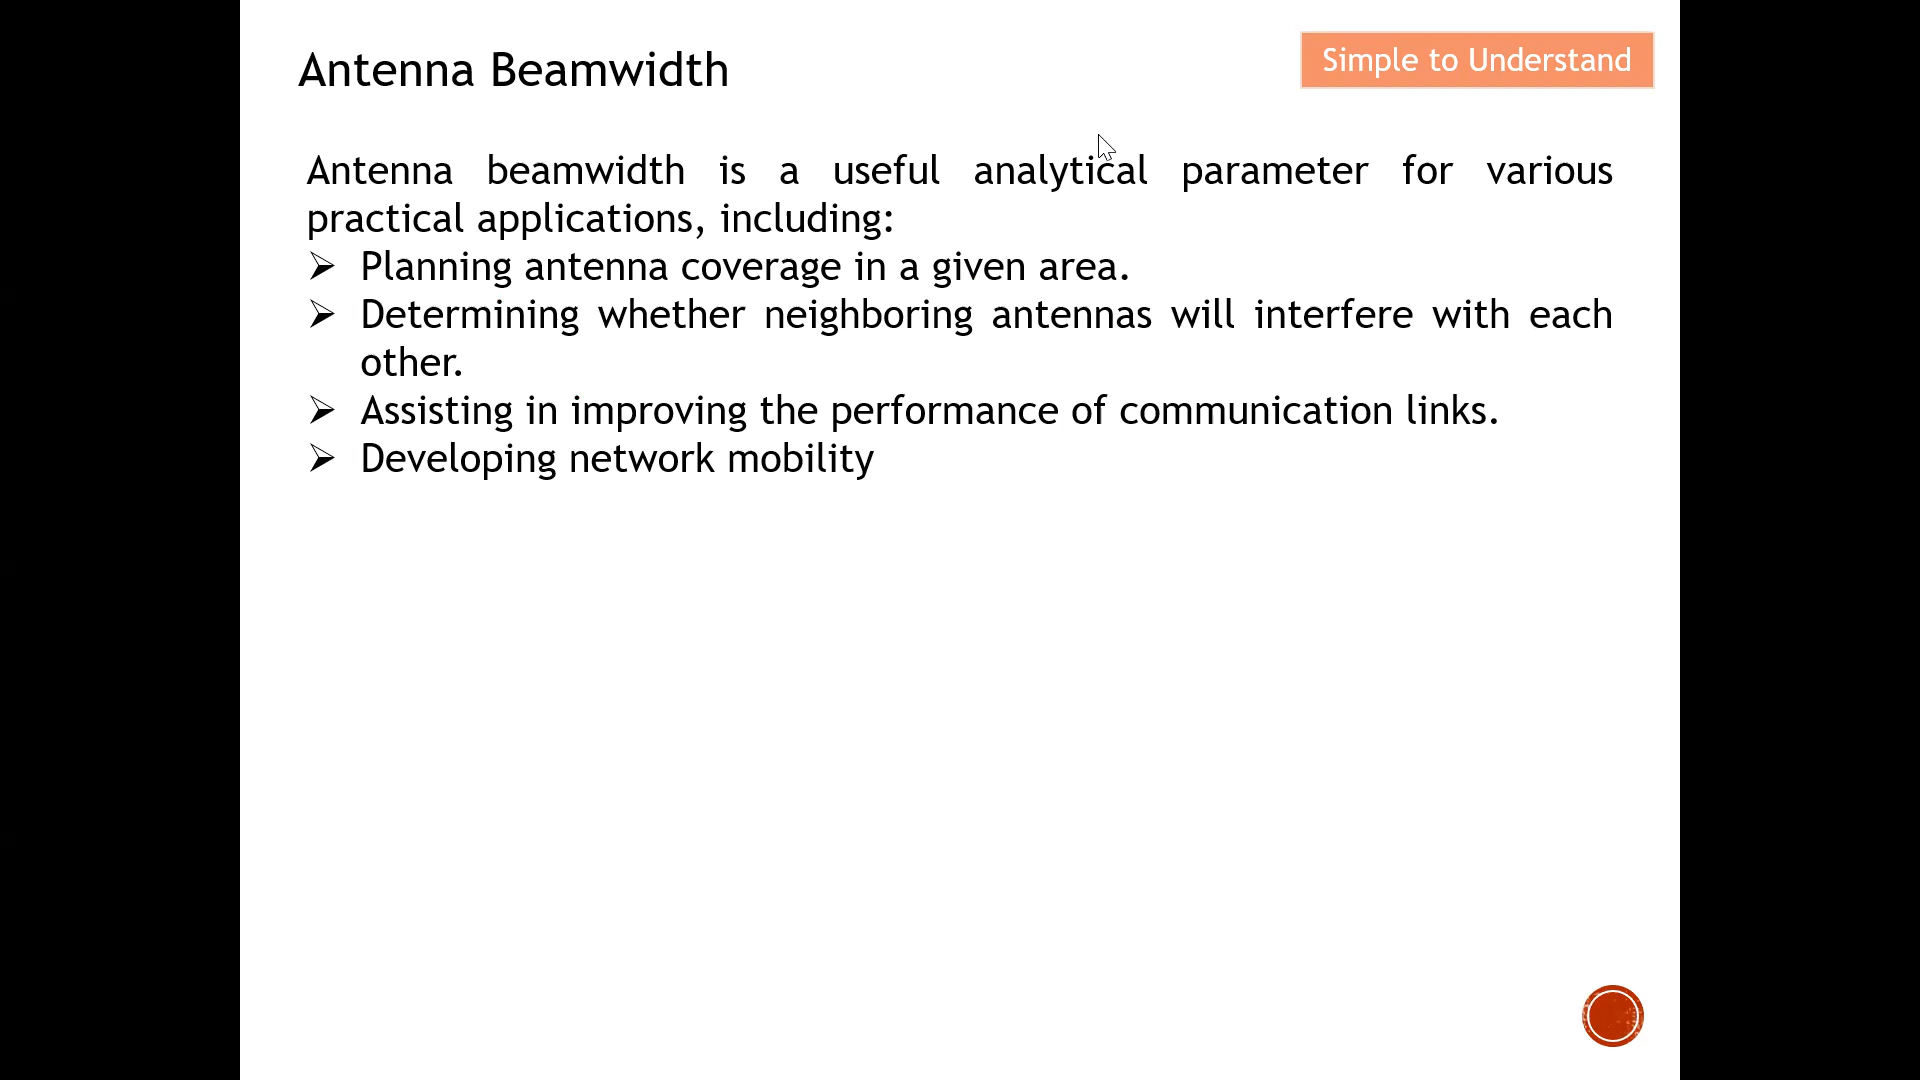 Antenna Beamwidth
Simple to Understand
Antenna beamwidth is a useful analytical parameter for various
practical applications, including:
➢ Planning antenna coverage in a given area.
➢ Determining whether neighboring antennas will interfere with each
other.
➢ Assisting in improving the performance of communication links.
➢ Developing network mobility